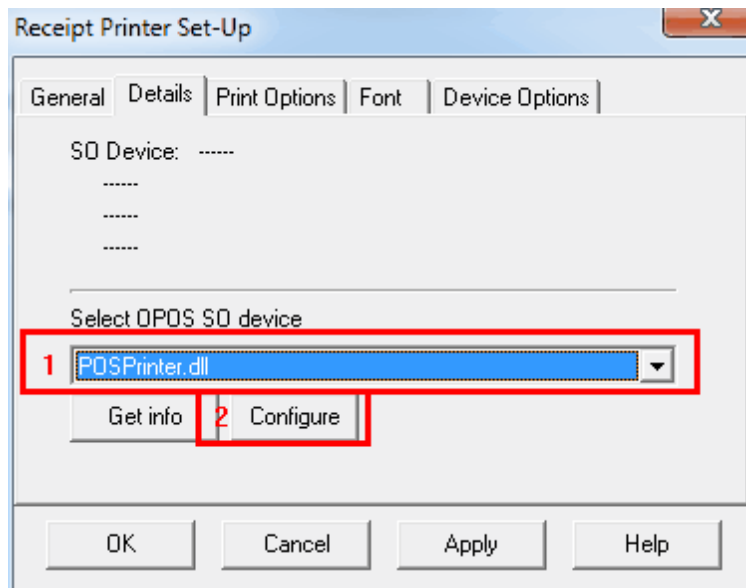 Receipt Printer Set-Up
General Details Print Options Font Device Options
SO Device: ------
------
------
------
Select OPOS SO device
1 POSPrinter.dll
Get info 2 Configure
OK Cancel Apply Help